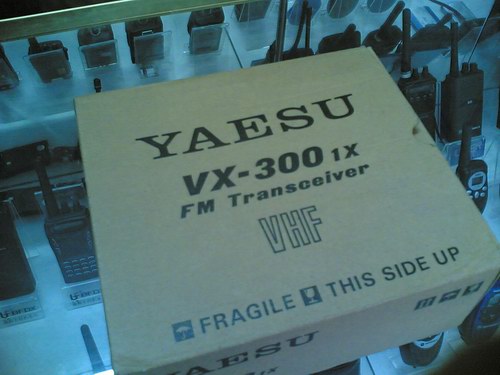 YAESU
VX-300 1X
FM Transceiver
VHF
FRAGILE THIS SIDE UP
YAESU